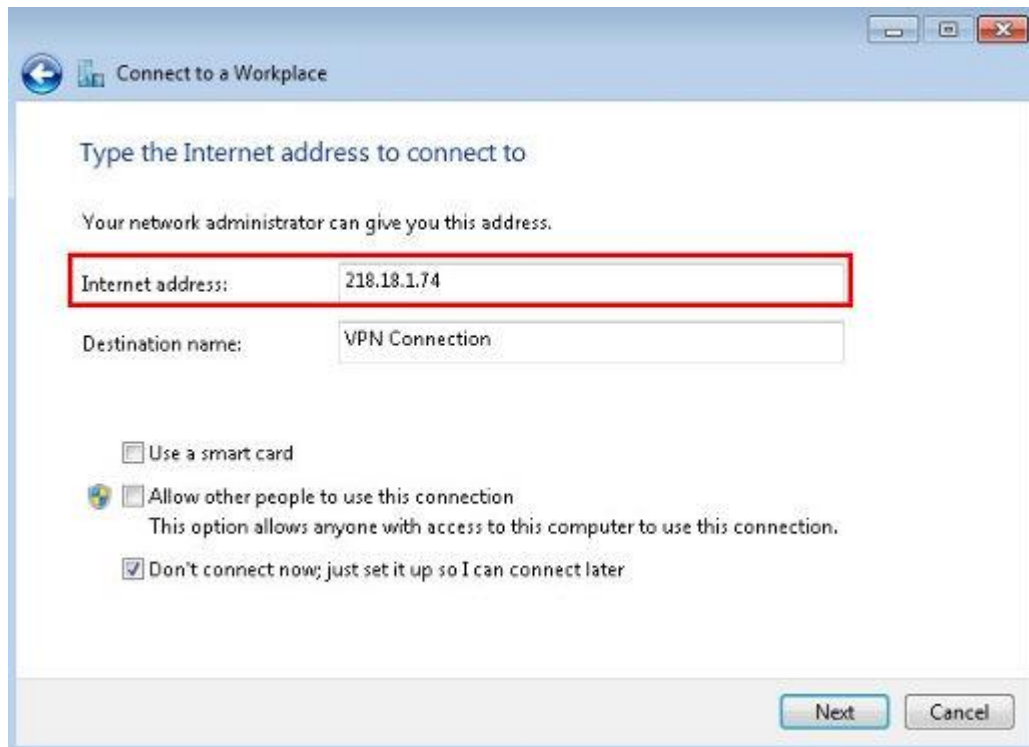 Connect to a Workplace
Type the Internet address to connect to
Your network administrator can give you this address.
Internet address: 218.18.1.74
Destination name: VPN Connection
Use a smart card
Allow other people to use this connection
This option allows anyone with access to this computer to use this connection.
Don't connect now; just set it up so I can connect later
Next Cancel